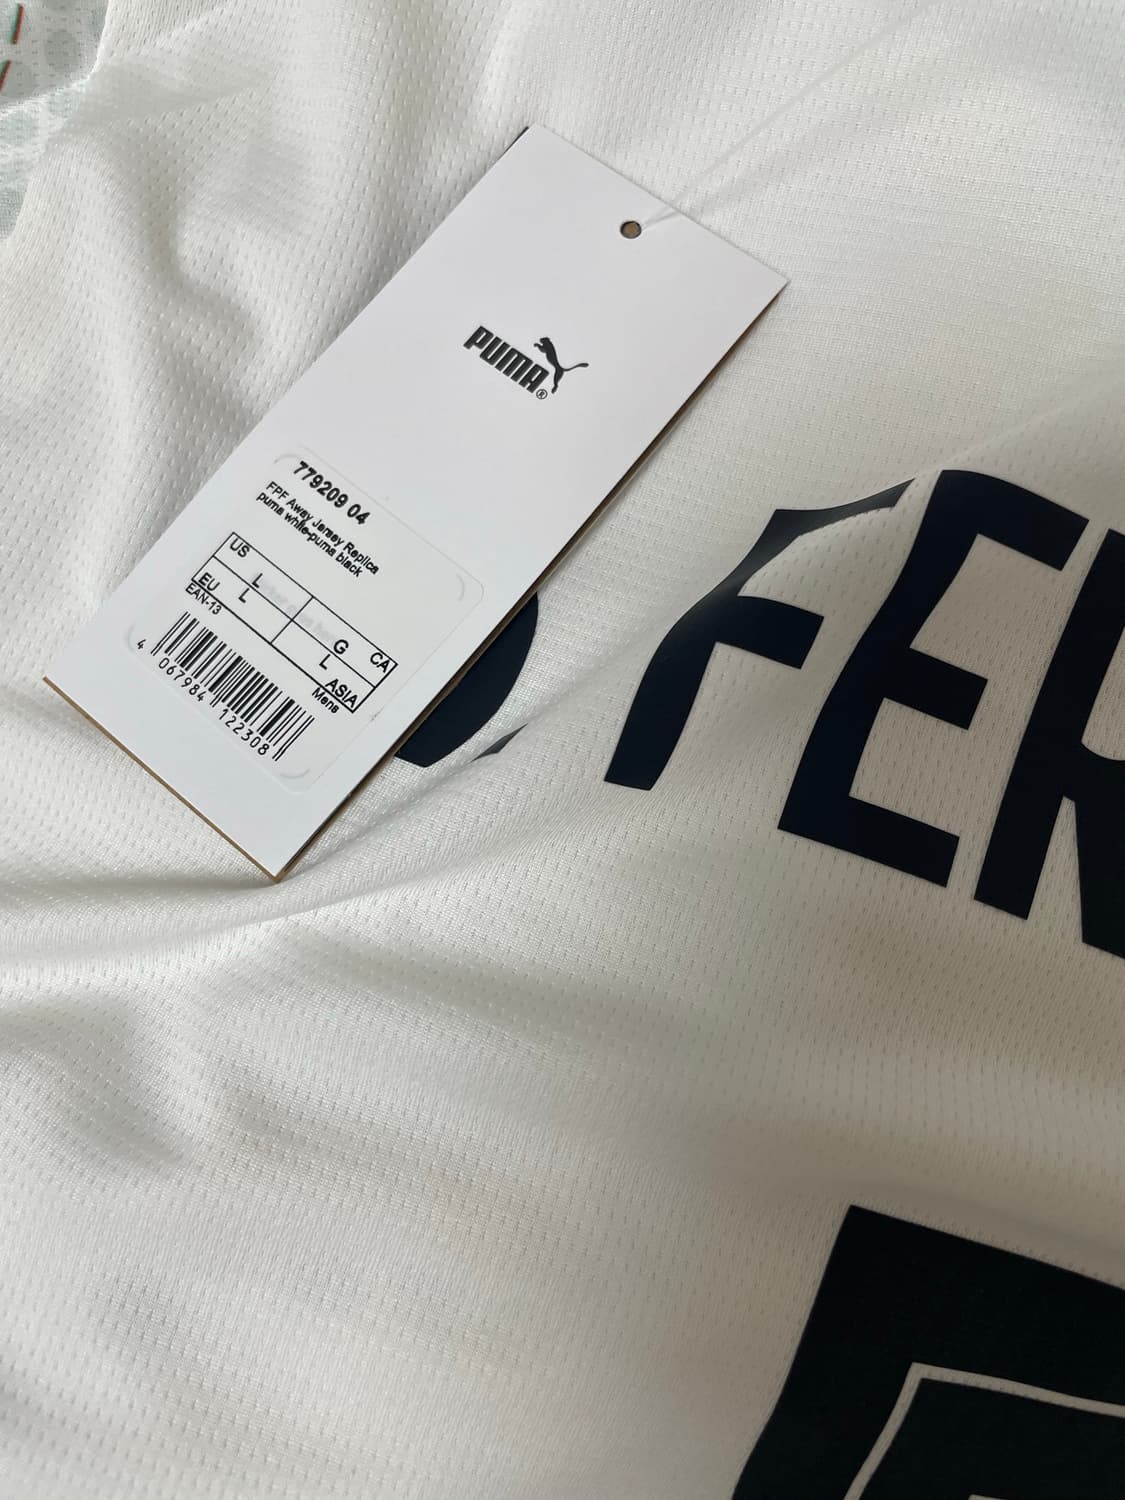 PUMA®
779209 04
FPF Away Jersey Replica
puma white-puma black
US L G CA
EU L L ASIA
EAN-13 Mens
4 067984 122308
FER